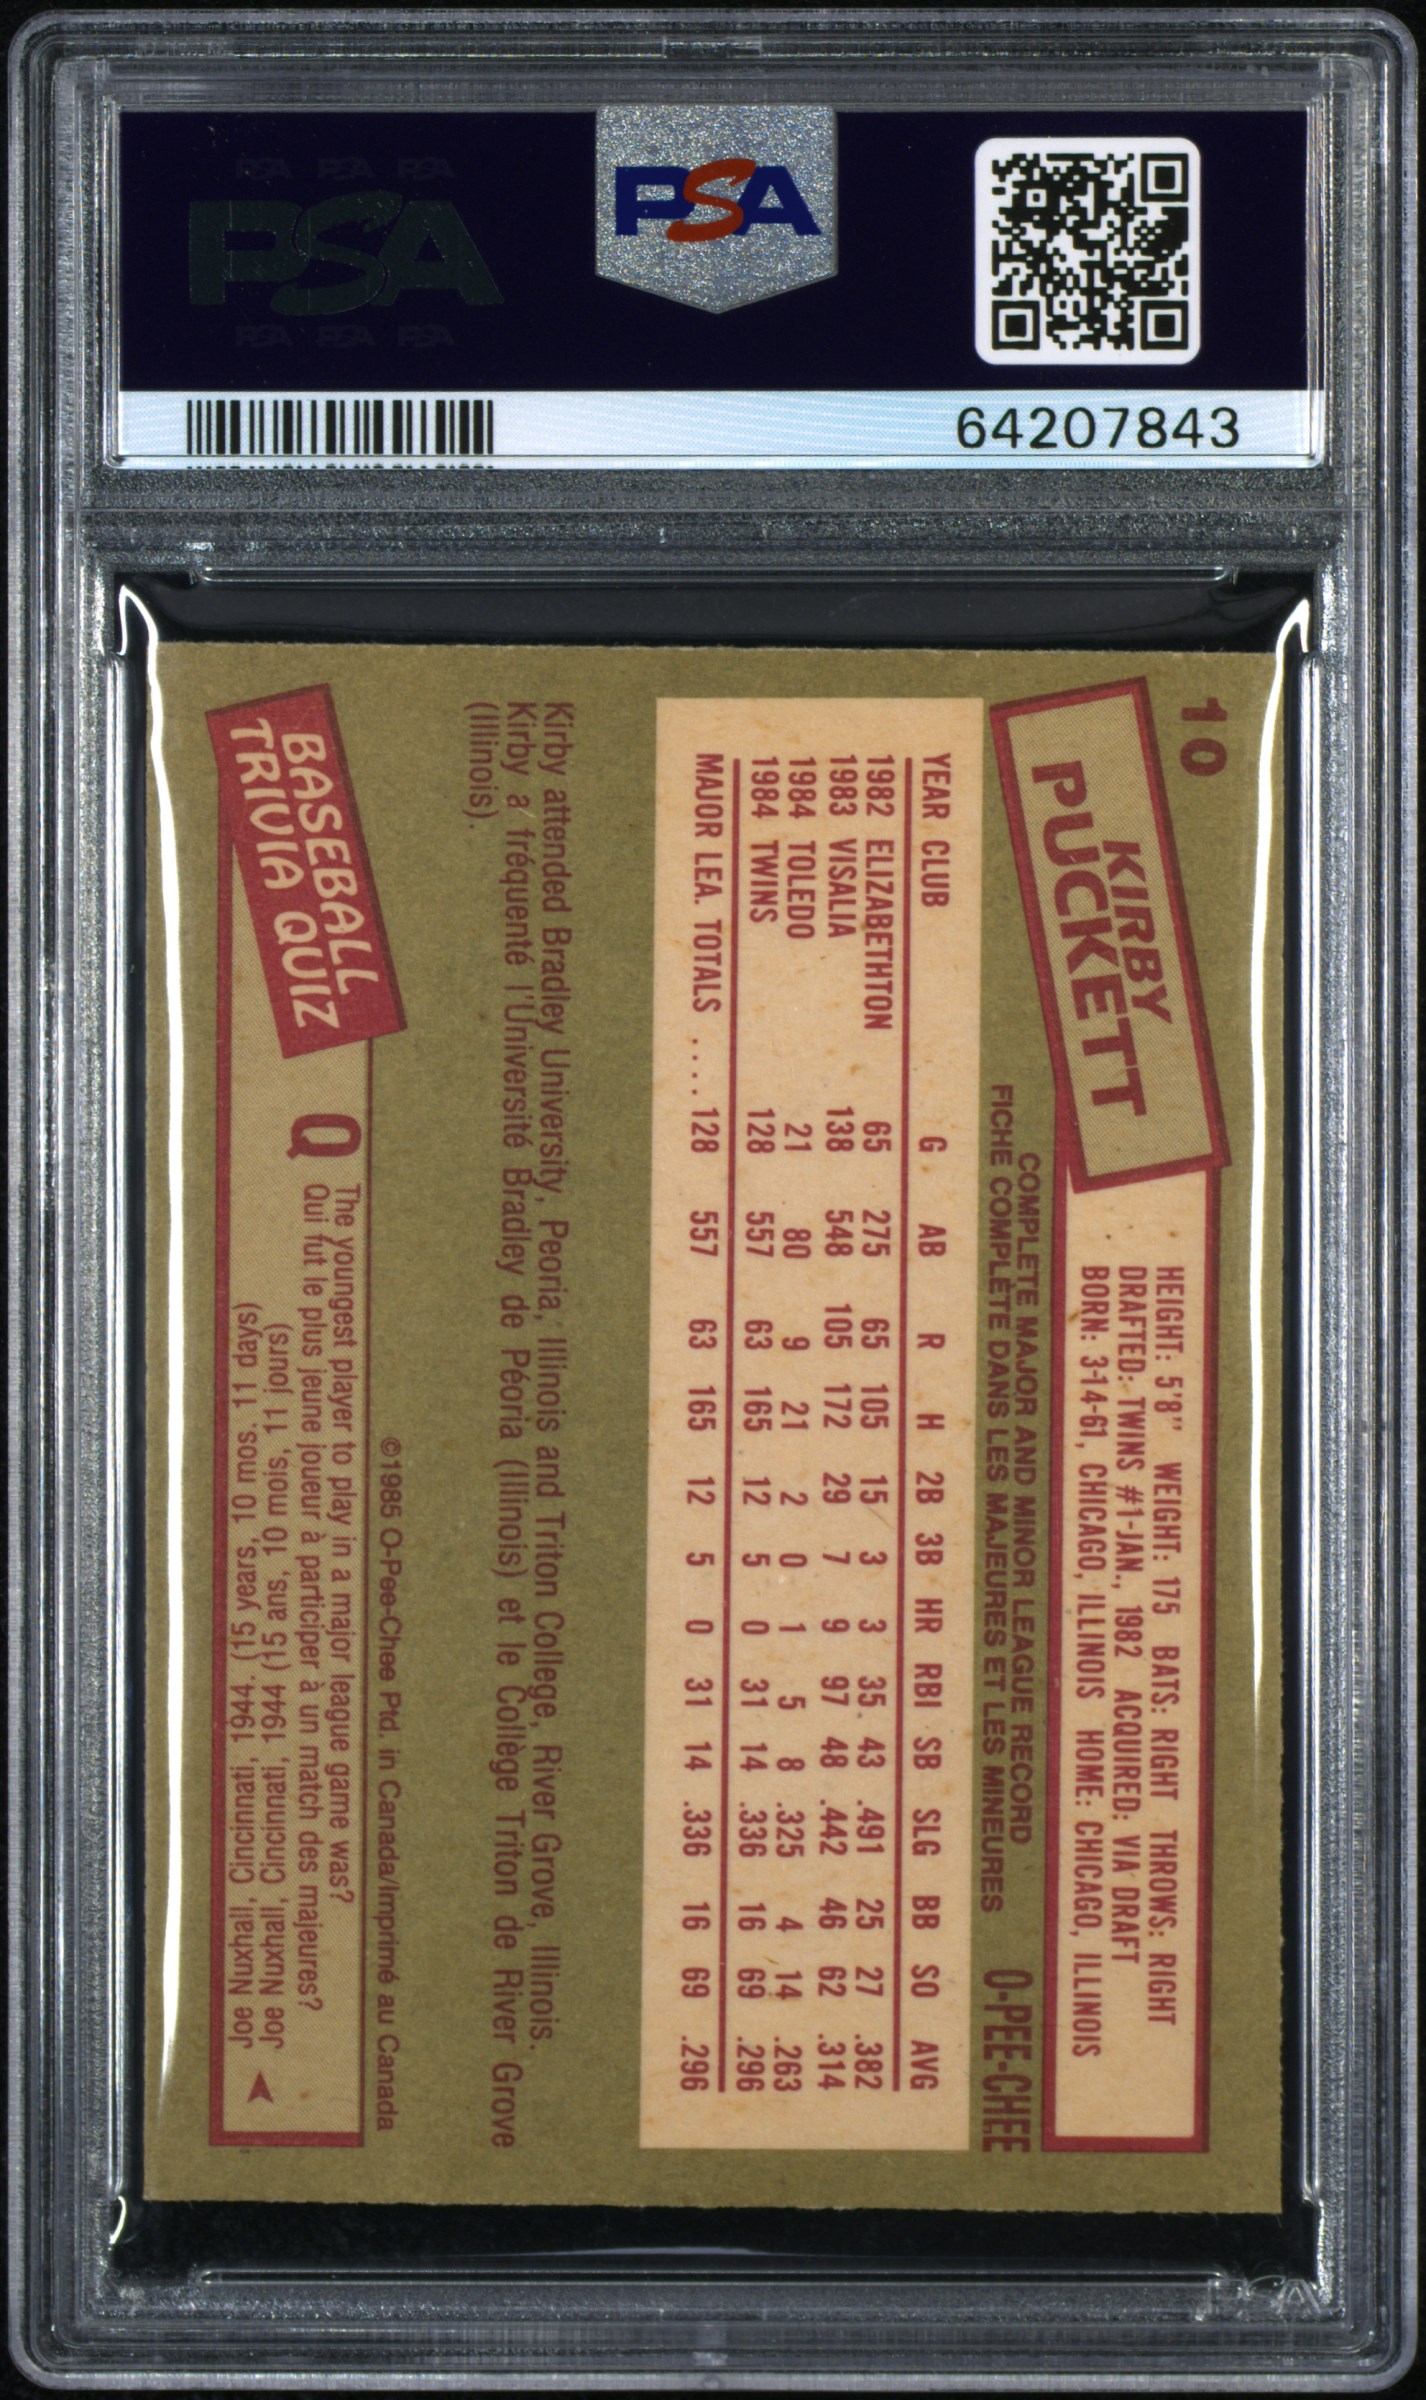 PSA PSA PSA
PSA
PSA PSA PSA
PSA
64207843
10
KIRBY
PUCKETT
HEIGHT: 5'8" WEIGHT: 175 BATS: RIGHT THROWS: RIGHT
DRAFTED: TWINS #1-JAN., 1982 ACQUIRED: VIA DRAFT
BORN: 3-14-61, CHICAGO, ILLINOIS HOME: CHICAGO, ILLINOIS
COMPLETE MAJOR AND MINOR LEAGUE RECORD
FICHE COMPLÈTE DANS LES MAJEURES ET LES MINEURES
O-PEE-CHEE
YEAR CLUB G AB R H 2B 3B HR RBI SB SLG BB SO AVG
1982 ELIZABETHTON 65 275 65 105 15 3 3 35 43 .491 25 27 .382
1983 VISALIA 138 548 105 172 29 7 9 97 48 .442 46 62 .314
1984 TOLEDO 21 80 9 21 2 0 1 5 8 .325 4 14 .263
1984 TWINS 128 557 63 165 12 5 0 31 14 .336 16 69 .296
MAJOR LEA. TOTALS .... 128 557 63 165 12 5 0 31 14 .336 16 69 .296
Kirby attended Bradley University, Peoria, Illinois and Triton College, River Grove, Illinois.
Kirby a fréquenté l'Université Bradley de Péoria (Illinois) et le Collège Triton de River Grove
(Illinois).
©1985 O-Pee-Chee Ptd. in Canada/Imprimé au Canada
BASEBALL
TRIVIA QUIZ
Q
The youngest player to play in a major league game was?
Qui fut le plus jeune joueur à participer à un match des majeures?
Joe Nuxhall, Cincinnati, 1944 (15 ans, 10 mois, 11 jours)
Joe Nuxhall, Cincinnati, 1944. (15 years, 10 mos. 11 days)
PSA